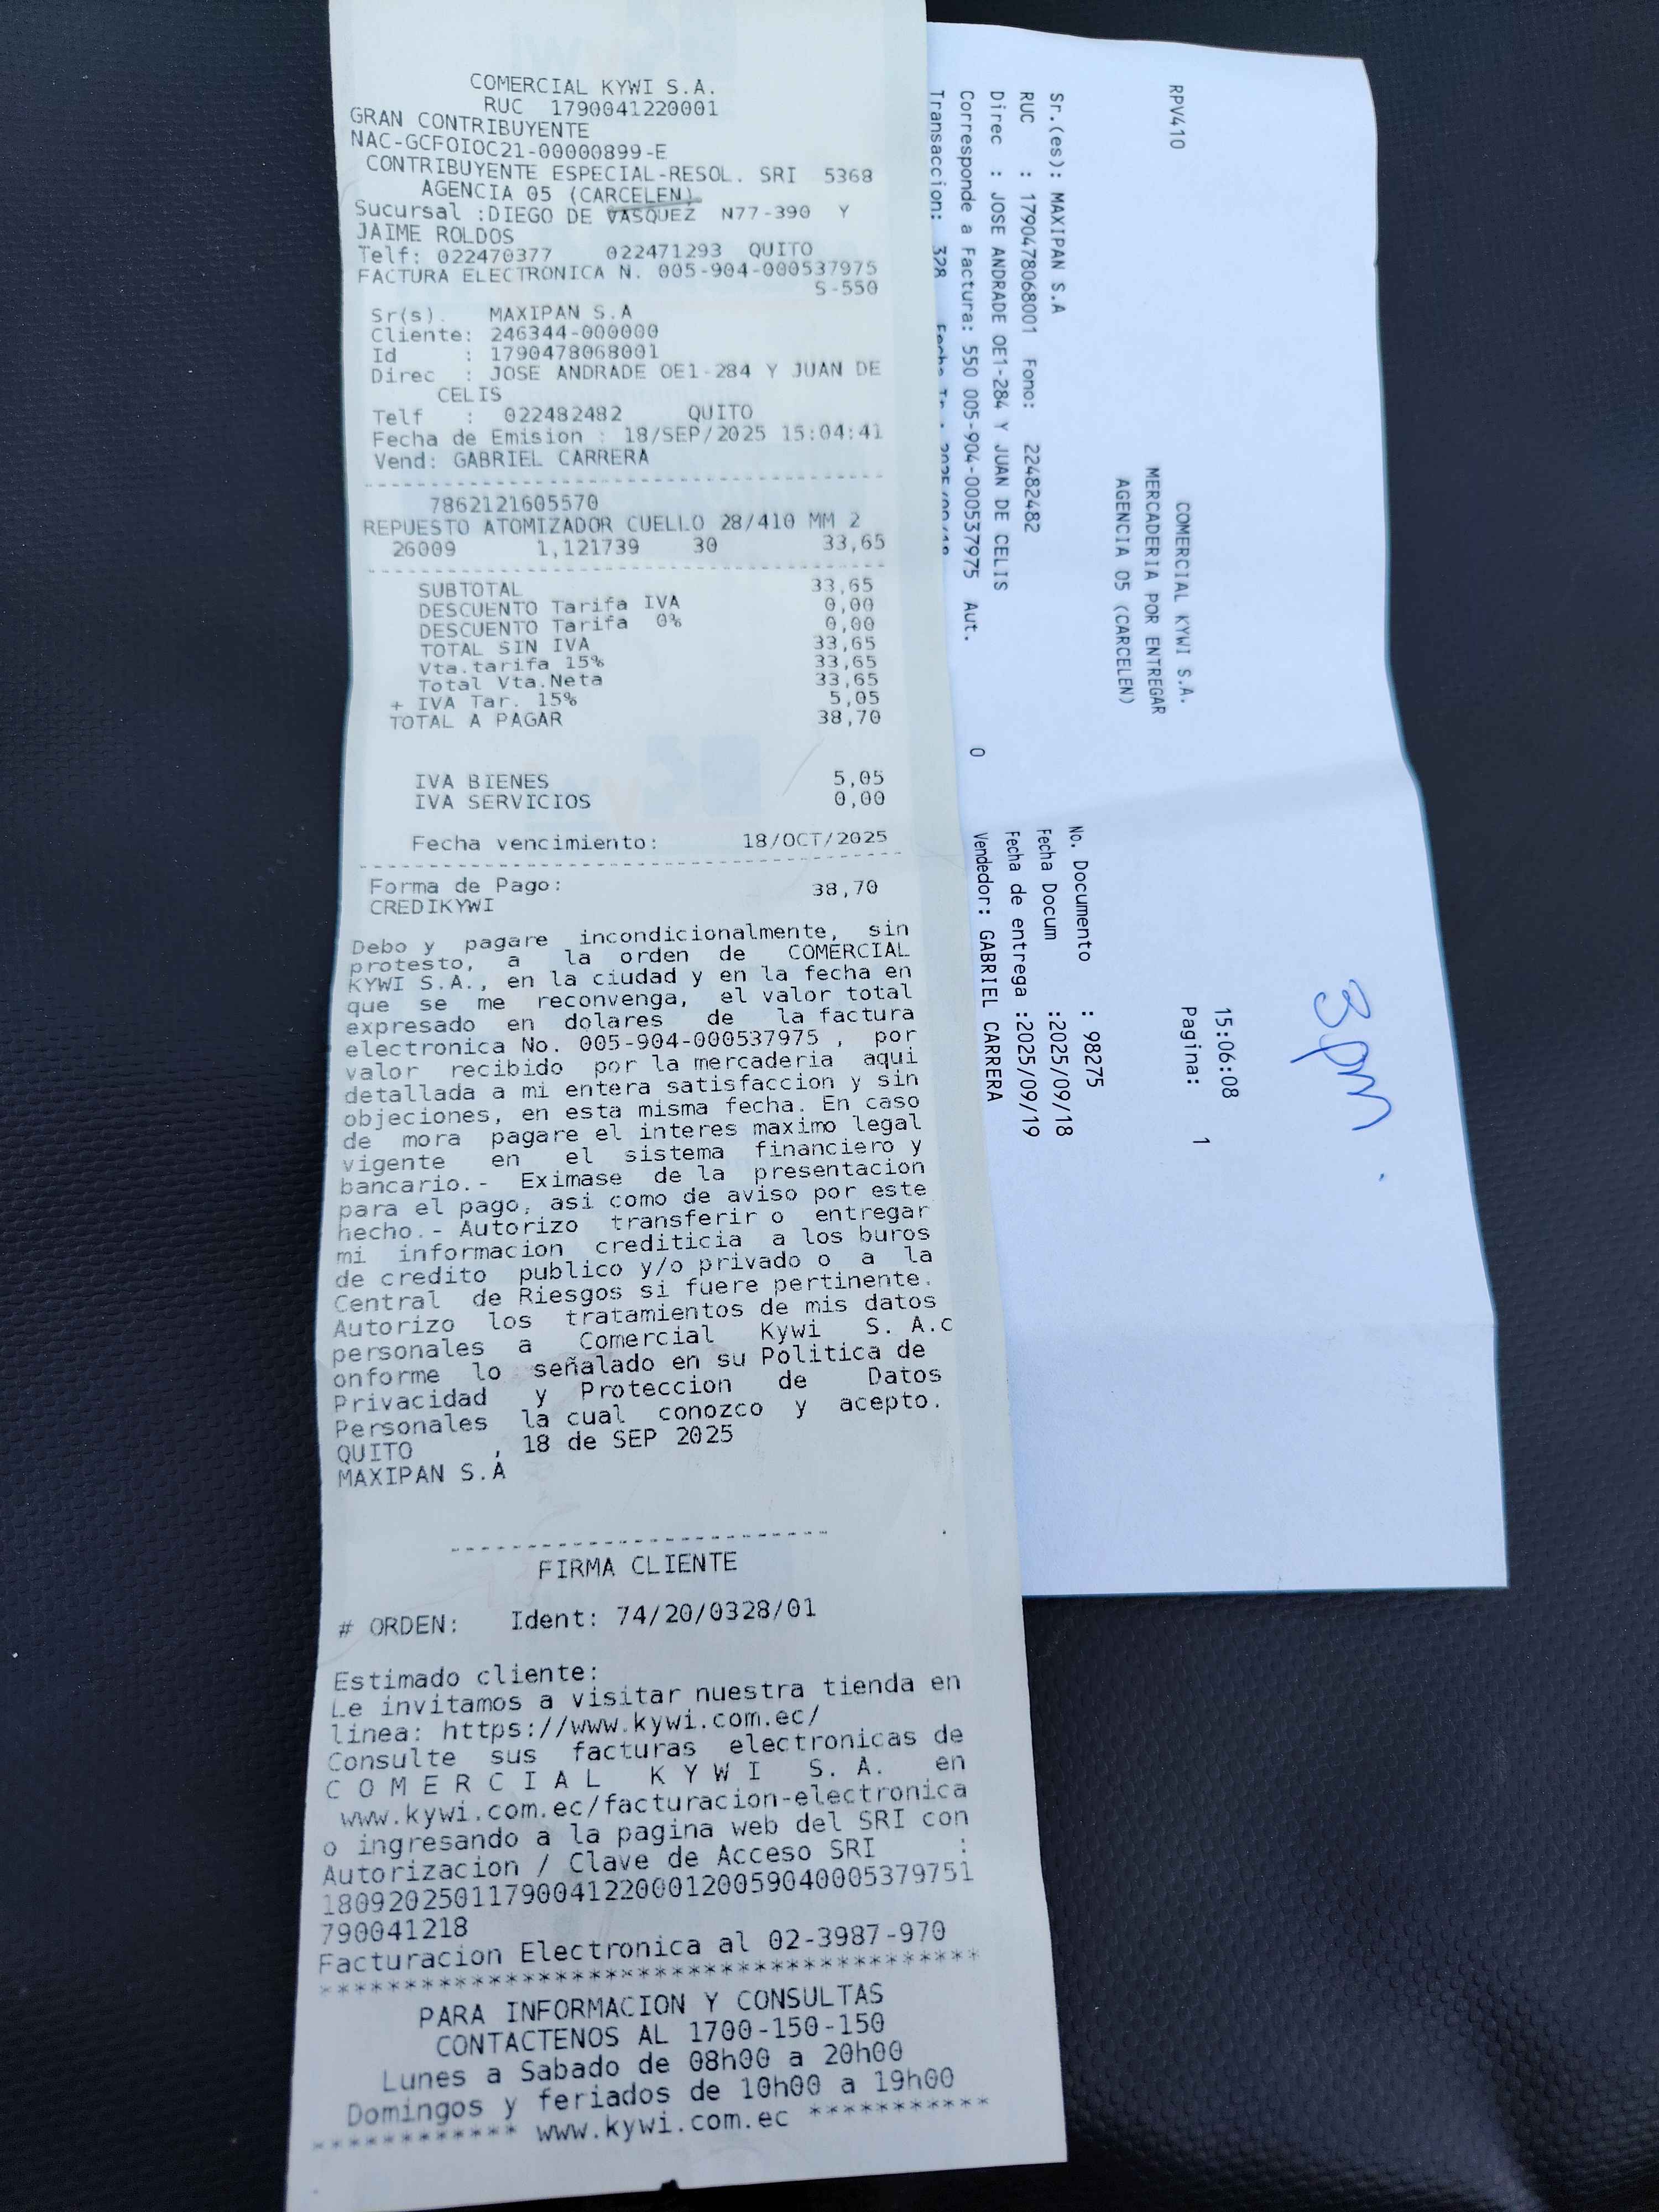 COMERCIAL KYWI S.A.
RUC 1790041220001
GRAN CONTRIBUYENTE
NAC-GCFOIOC21-00000899-E
CONTRIBUYENTE ESPECIAL-RESOL. SRI 5368
AGENCIA 05 (CARCELEN)
Sucursal :DIEGO DE VASQUEZ N77-390 Y
JAIME ROLDOS
Telf: 022470377 022471293 QUITO
FACTURA ELECTRONICA N. 005-904-000537975
S-550
Sr(s). MAXIPAN S.A
Cliente: 246344-000000
Id : 1790478068001
Direc : JOSE ANDRADE OE1-284 Y JUAN DE
CELIS
Telf : 022482482 QUITO
Fecha de Emision : 18/SEP/2025 15:04:41
Vend: GABRIEL CARRERA
7862121605570
REPUESTO ATOMIZADOR CUELLO 28/410 MM 2
26009 1,121739 30 33,65
SUBTOTAL 33,65
DESCUENTO Tarifa IVA 0,00
DESCUENTO Tarifa 0% 0,00
TOTAL SIN IVA 33,65
Vta.tarifa 15% 33,65
Total Vta.Neta 33,65
+ IVA Tar. 15% 5,05
TOTAL A PAGAR 38,70
IVA BIENES 5,05
IVA SERVICIOS 0,00
Fecha vencimiento: 18/OCT/2025
Forma de Pago: 38,70
CREDIKYWI
Debo y pagare incondicionalmente, sin
protesto, a la orden de COMERCIAL
KYWI S.A., en la ciudad y en la fecha en
que se me reconvenga, el valor total
expresado en dolares de la factura
electronica No. 005-904-000537975 , por
valor recibido por la mercaderia aqui
detallada a mi entera satisfaccion y sin
objeciones, en esta misma fecha. En caso
de mora pagare el interes maximo legal
vigente en el sistema financiero y
bancario.- Eximase de la presentacion
para el pago, asi como de aviso por este
hecho.- Autorizo transferir o entregar
mi informacion crediticia a los buros
de credito publico y/o privado o a la
Central de Riesgos si fuere pertinente.
Autorizo los tratamientos de mis datos
personales a Comercial Kywi S. A.c
onforme lo señalado en su Politica de
Privacidad y Proteccion de Datos
Personales la cual conozco y acepto.
QUITO , 18 de SEP 2025
MAXIPAN S.A
FIRMA CLIENTE
# ORDEN: Ident: 74/20/0328/01
Estimado cliente:
Le invitamos a visitar nuestra tienda en
linea: https://www.kywi.com.ec/
Consulte sus facturas electronicas de
C O M E R C I A L K Y W I S. A. en
www.kywi.com.ec/facturacion-electronica
o ingresando a la pagina web del SRI con
Autorizacion / Clave de Acceso SRI :
1809202501179004122000120059040005379751
790041218
Facturacion Electronica al 02-3987-970
****************************************
PARA INFORMACION Y CONSULTAS
CONTACTENOS AL 1700-150-150
Lunes a Sabado de 08h00 a 20h00
Domingos y feriados de 10h00 a 19h00
************ www.kywi.com.ec ***********
3pm
15:06:08
RPV410 COMERCIAL KYWI S.A. Pagina: 1
MERCADERIA POR ENTREGAR
AGENCIA 05 (CARCELEN)
No. Documento : 98275
Sr.(es): MAXIPAN S.A Fecha Docum :2025/09/18
RUC : 1790478068001 Fono: 22482482 Fecha de entrega :2025/09/19
Direc : JOSE ANDRADE OE1-284 Y JUAN DE CELIS Vendedor: GABRIEL CARRERA
Corresponde a Factura: 550 005-904-000537975 Aut. 0
Transaccion: 328